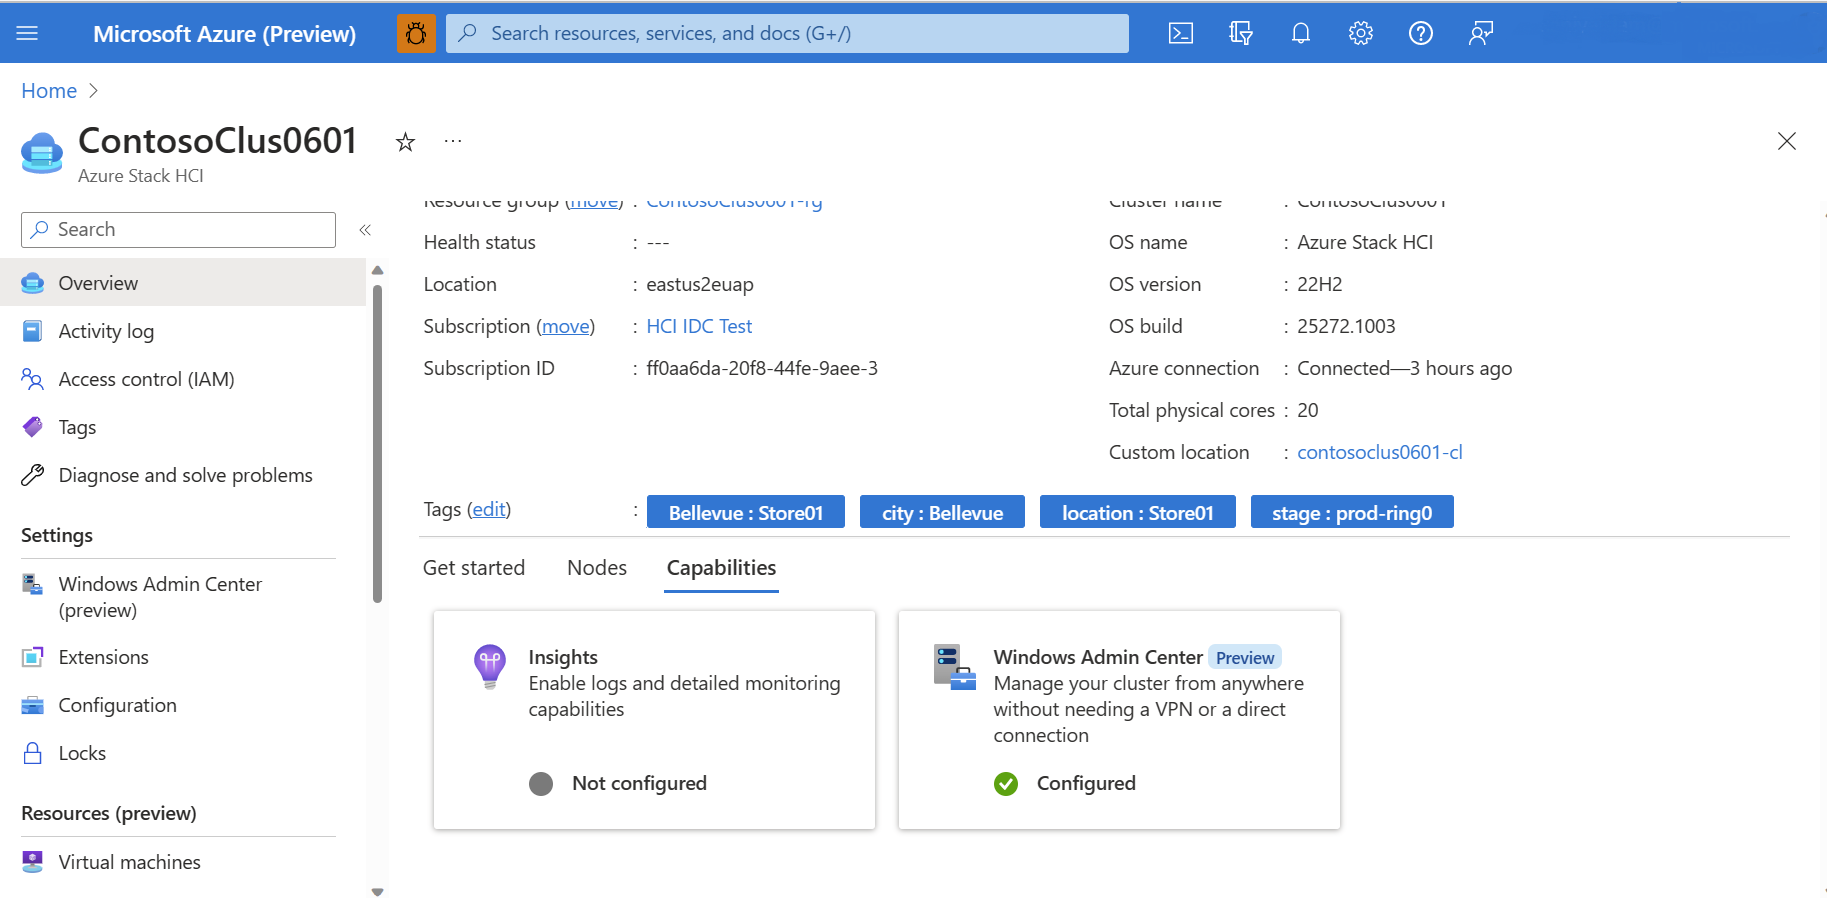 Microsoft Azure (Preview)
Search resources, services, and docs (G+/)
Home
ContosoClus0601
Azure Stack HCI
Search
Overview
Activity log
Access control (IAM)
Tags
Diagnose and solve problems
Settings
Windows Admin Center
(preview)
Extensions
Configuration
Locks
Resources (preview)
Virtual machines
Resource group (move) : ContosoClus0601-rg
Health status : ---
Location : eastus2euap
Subscription (move) : HCI IDC Test
Subscription ID : ff0aa6da-20f8-44fe-9aee-3
Cluster name : ContosoClus0601
OS name : Azure Stack HCI
OS version : 22H2
OS build : 25272.1003
Azure connection : Connected—3 hours ago
Total physical cores : 20
Custom location : contosoclus0601-cl
Tags (edit) : Bellevue : Store01 city : Bellevue location : Store01 stage : prod-ring0
Get started Nodes Capabilities
Insights
Enable logs and detailed monitoring
capabilities
Not configured
Windows Admin Center Preview
Manage your cluster from anywhere
without needing a VPN or a direct
connection
Configured